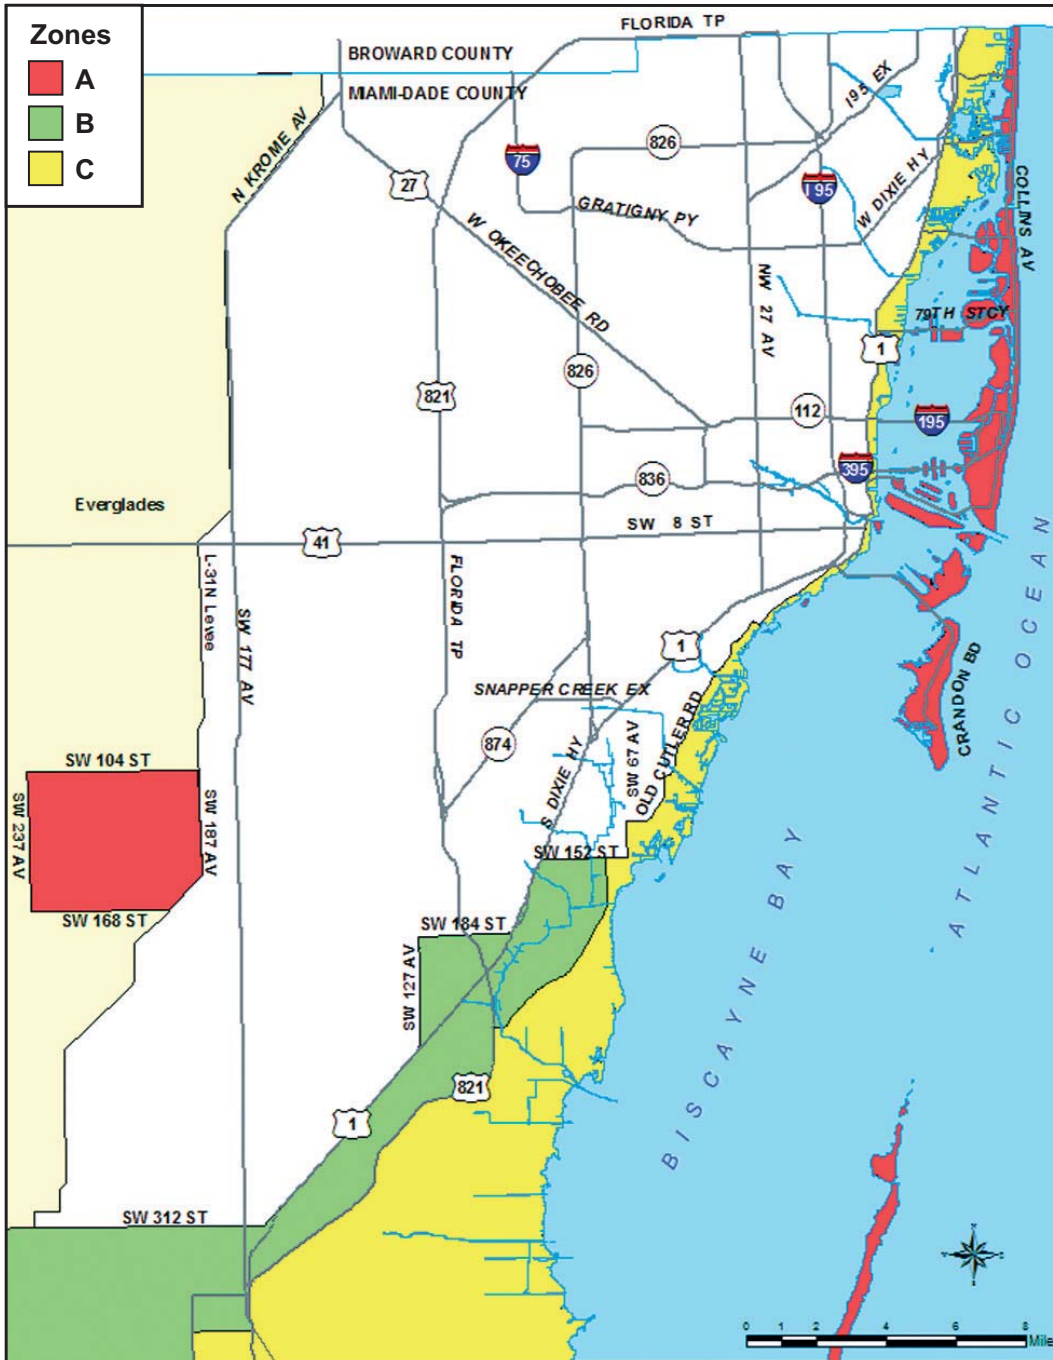 Zones
A
B
C
FLORIDA TP
BROWARD COUNTY
MIAMI-DADE COUNTY
I95 EX
N KROME AV
826
75
27
I 95
W DIXIE HY
COLLINS AV
GRATIGNY PY
W OKEECHOBEE RD
NW 27 AV
79TH STCY
1
826
821
112
195
395
836
Everglades
SW 8 ST
41
L-31N Levee
FLORIDA TP
SW 177 AV
1
SNAPPER CREEK EX
874
S DIXIE HY
SW 67 AV
OLD CUTLER RD
CRANDON BD
ATLANTIC OCEAN
SW 104 ST
SW 237 AV
SW 187 AV
SW 168 ST
SW 152 ST
SW 184 ST
SW 127 AV
BISCAYNE BAY
821
1
SW 312 ST
0 1 2 4 6 8
Mile